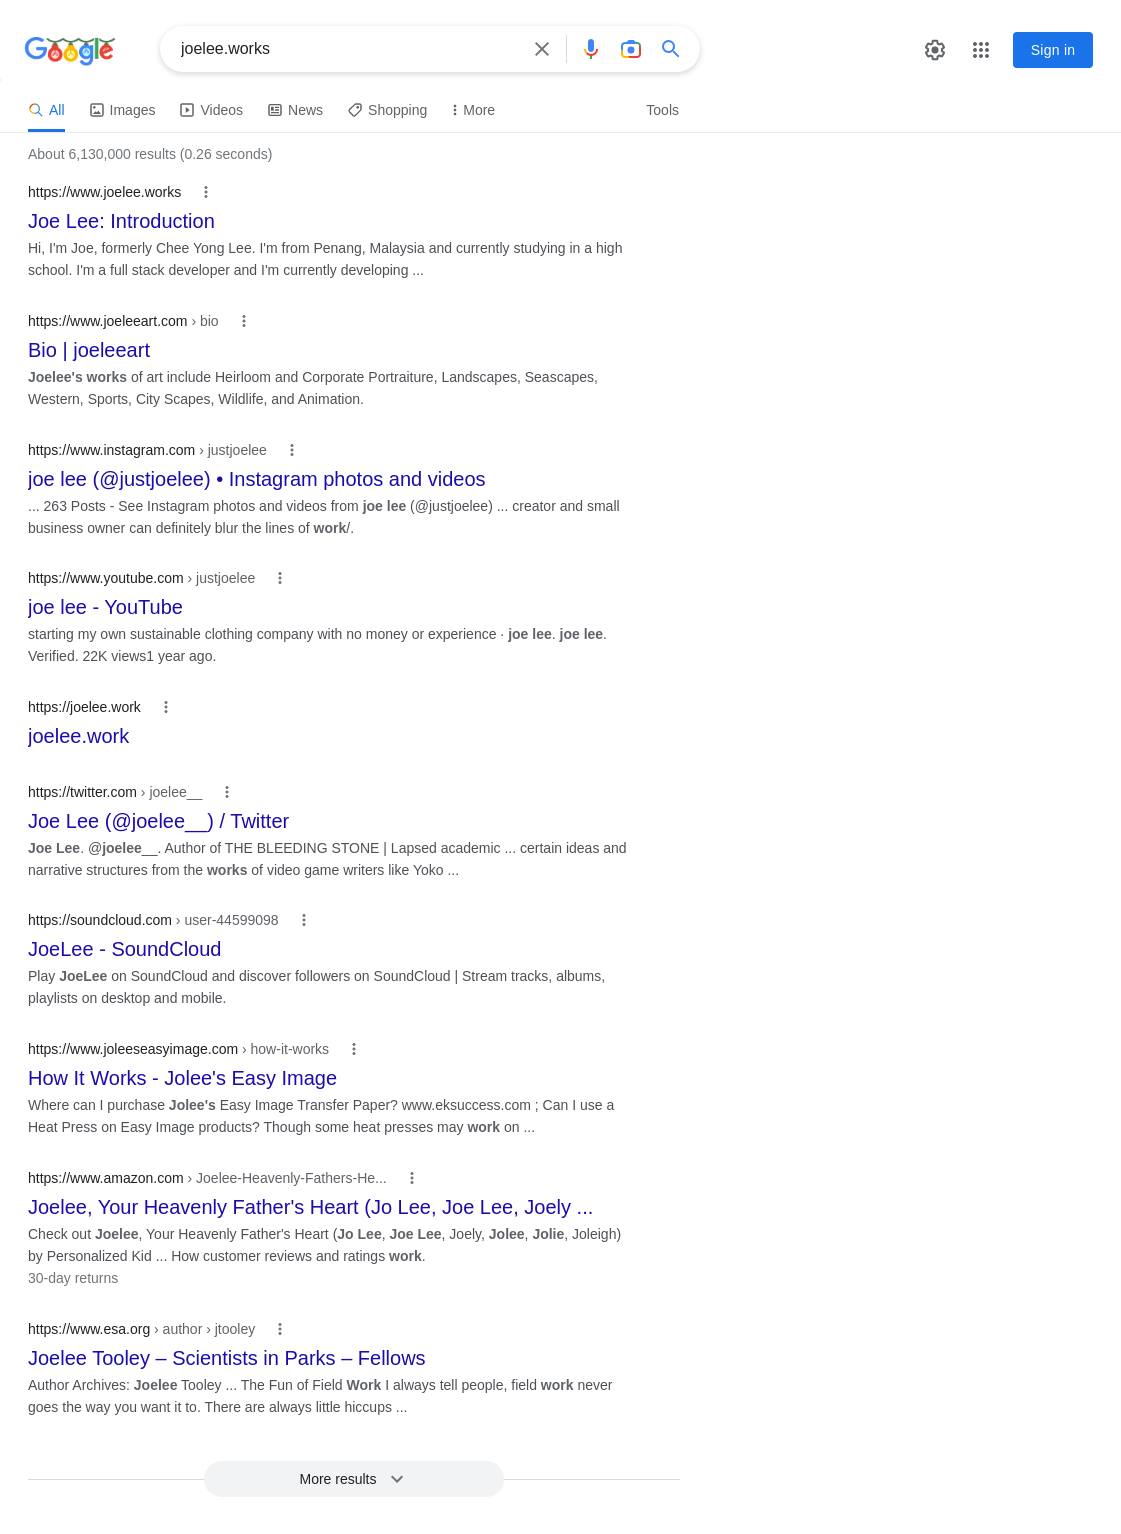 Google
joelee.works
Sign in
All
Images
Videos
News
Shopping
More
Tools
About 6,130,000 results (0.26 seconds)
https://www.joelee.works
Joe Lee: Introduction
Hi, I'm Joe, formerly Chee Yong Lee. I'm from Penang, Malaysia and currently studying in a high
school. I'm a full stack developer and I'm currently developing ...
https://www.joeleeart.com › bio
Bio | joeleeart
Joelee's works of art include Heirloom and Corporate Portraiture, Landscapes, Seascapes,
Western, Sports, City Scapes, Wildlife, and Animation.
https://www.instagram.com › justjoelee
joe lee (@justjoelee) • Instagram photos and videos
... 263 Posts - See Instagram photos and videos from joe lee (@justjoelee) ... creator and small
business owner can definitely blur the lines of work/.
https://www.youtube.com › justjoelee
joe lee - YouTube
starting my own sustainable clothing company with no money or experience · joe lee. joe lee.
Verified. 22K views1 year ago.
https://joelee.work
joelee.work
https://twitter.com › joelee__
Joe Lee (@joelee__) / Twitter
Joe Lee. @joelee__. Author of THE BLEEDING STONE | Lapsed academic ... certain ideas and
narrative structures from the works of video game writers like Yoko ...
https://soundcloud.com › user-44599098
JoeLee - SoundCloud
Play JoeLee on SoundCloud and discover followers on SoundCloud | Stream tracks, albums,
playlists on desktop and mobile.
https://www.joleeseasyimage.com › how-it-works
How It Works - Jolee's Easy Image
Where can I purchase Jolee's Easy Image Transfer Paper? www.eksuccess.com ; Can I use a
Heat Press on Easy Image products? Though some heat presses may work on ...
https://www.amazon.com › Joelee-Heavenly-Fathers-He...
Joelee, Your Heavenly Father's Heart (Jo Lee, Joe Lee, Joely ...
Check out Joelee, Your Heavenly Father's Heart (Jo Lee, Joe Lee, Joely, Jolee, Jolie, Joleigh)
by Personalized Kid ... How customer reviews and ratings work.
30-day returns
https://www.esa.org › author › jtooley
Joelee Tooley – Scientists in Parks – Fellows
Author Archives: Joelee Tooley ... The Fun of Field Work I always tell people, field work never
goes the way you want it to. There are always little hiccups ...
More results